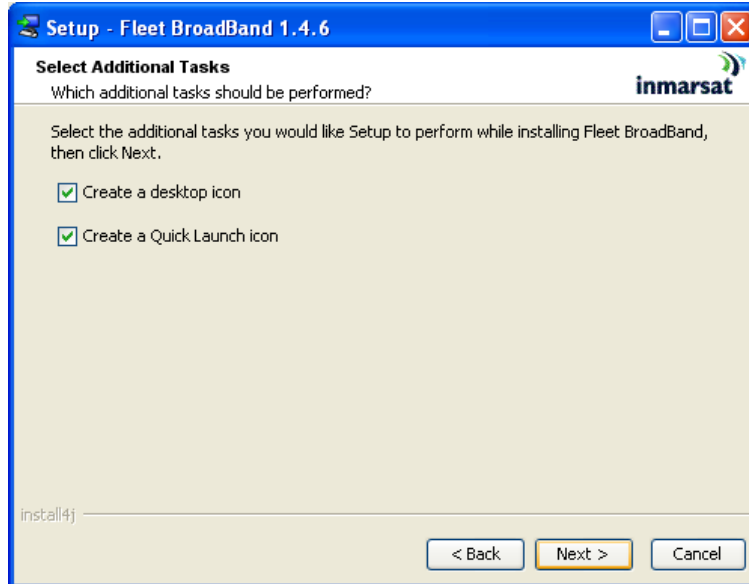 Setup - Fleet BroadBand 1.4.6
Select Additional Tasks
Which additional tasks should be performed?
inmarsat
Select the additional tasks you would like Setup to perform while installing Fleet BroadBand,
then click Next.
Create a desktop icon
Create a Quick Launch icon
install4j
< Back Next > Cancel